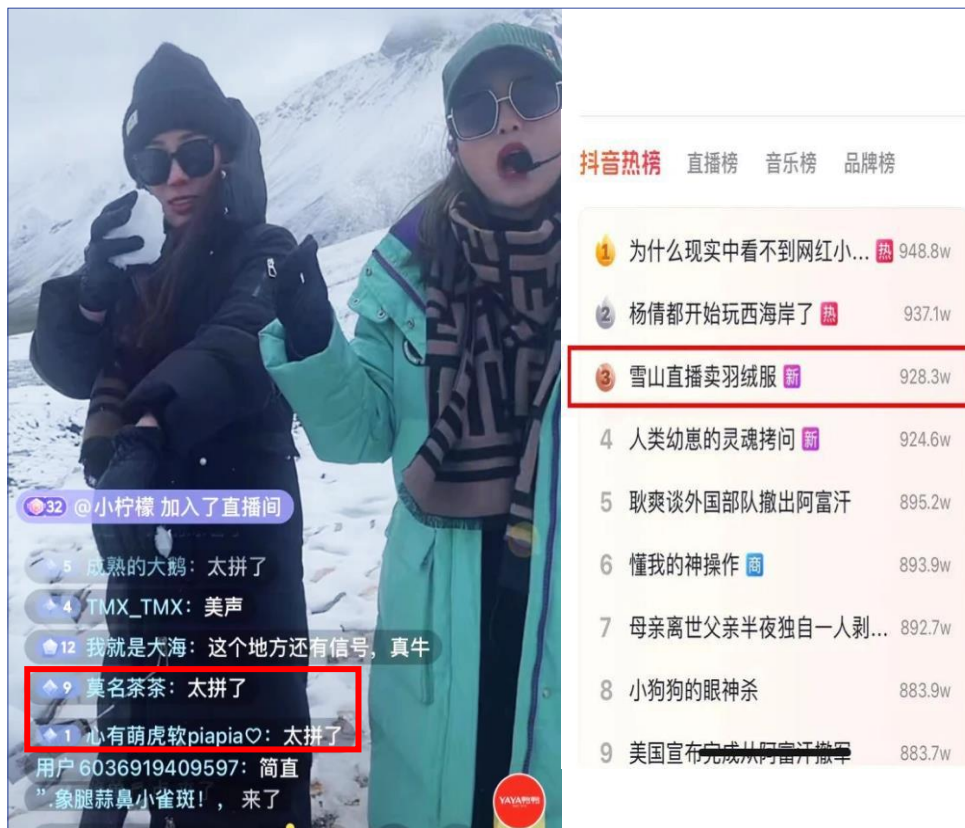 32 @小柠檬 加入了直播间
5 成熟的大鹅：太拼了
4 TMX_TMX：美声
12 我就是大海：这个地方还有信号，真牛
9 莫名茶茶：太拼了
1 心有萌虎软piapia♡：太拼了
用户6036919409597：简直
”.象腿蒜鼻小雀斑！，来了
YAYA鸭鸭
抖音热榜 直播榜 音乐榜 品牌榜
1 为什么现实中看不到网红小... 热 948.8w
2 杨倩都开始玩西海岸了 热 937.1w
3 雪山直播卖羽绒服 新 928.3w
4 人类幼崽的灵魂拷问 新 924.6w
5 耿爽谈外国部队撤出阿富汗 895.2w
6 懂我的神操作 商 893.9w
7 母亲离世父亲半夜独自一人剥... 892.7w
8 小狗狗的眼神杀 883.9w
9 美国宣布完成从阿富汗撤军 883.7w